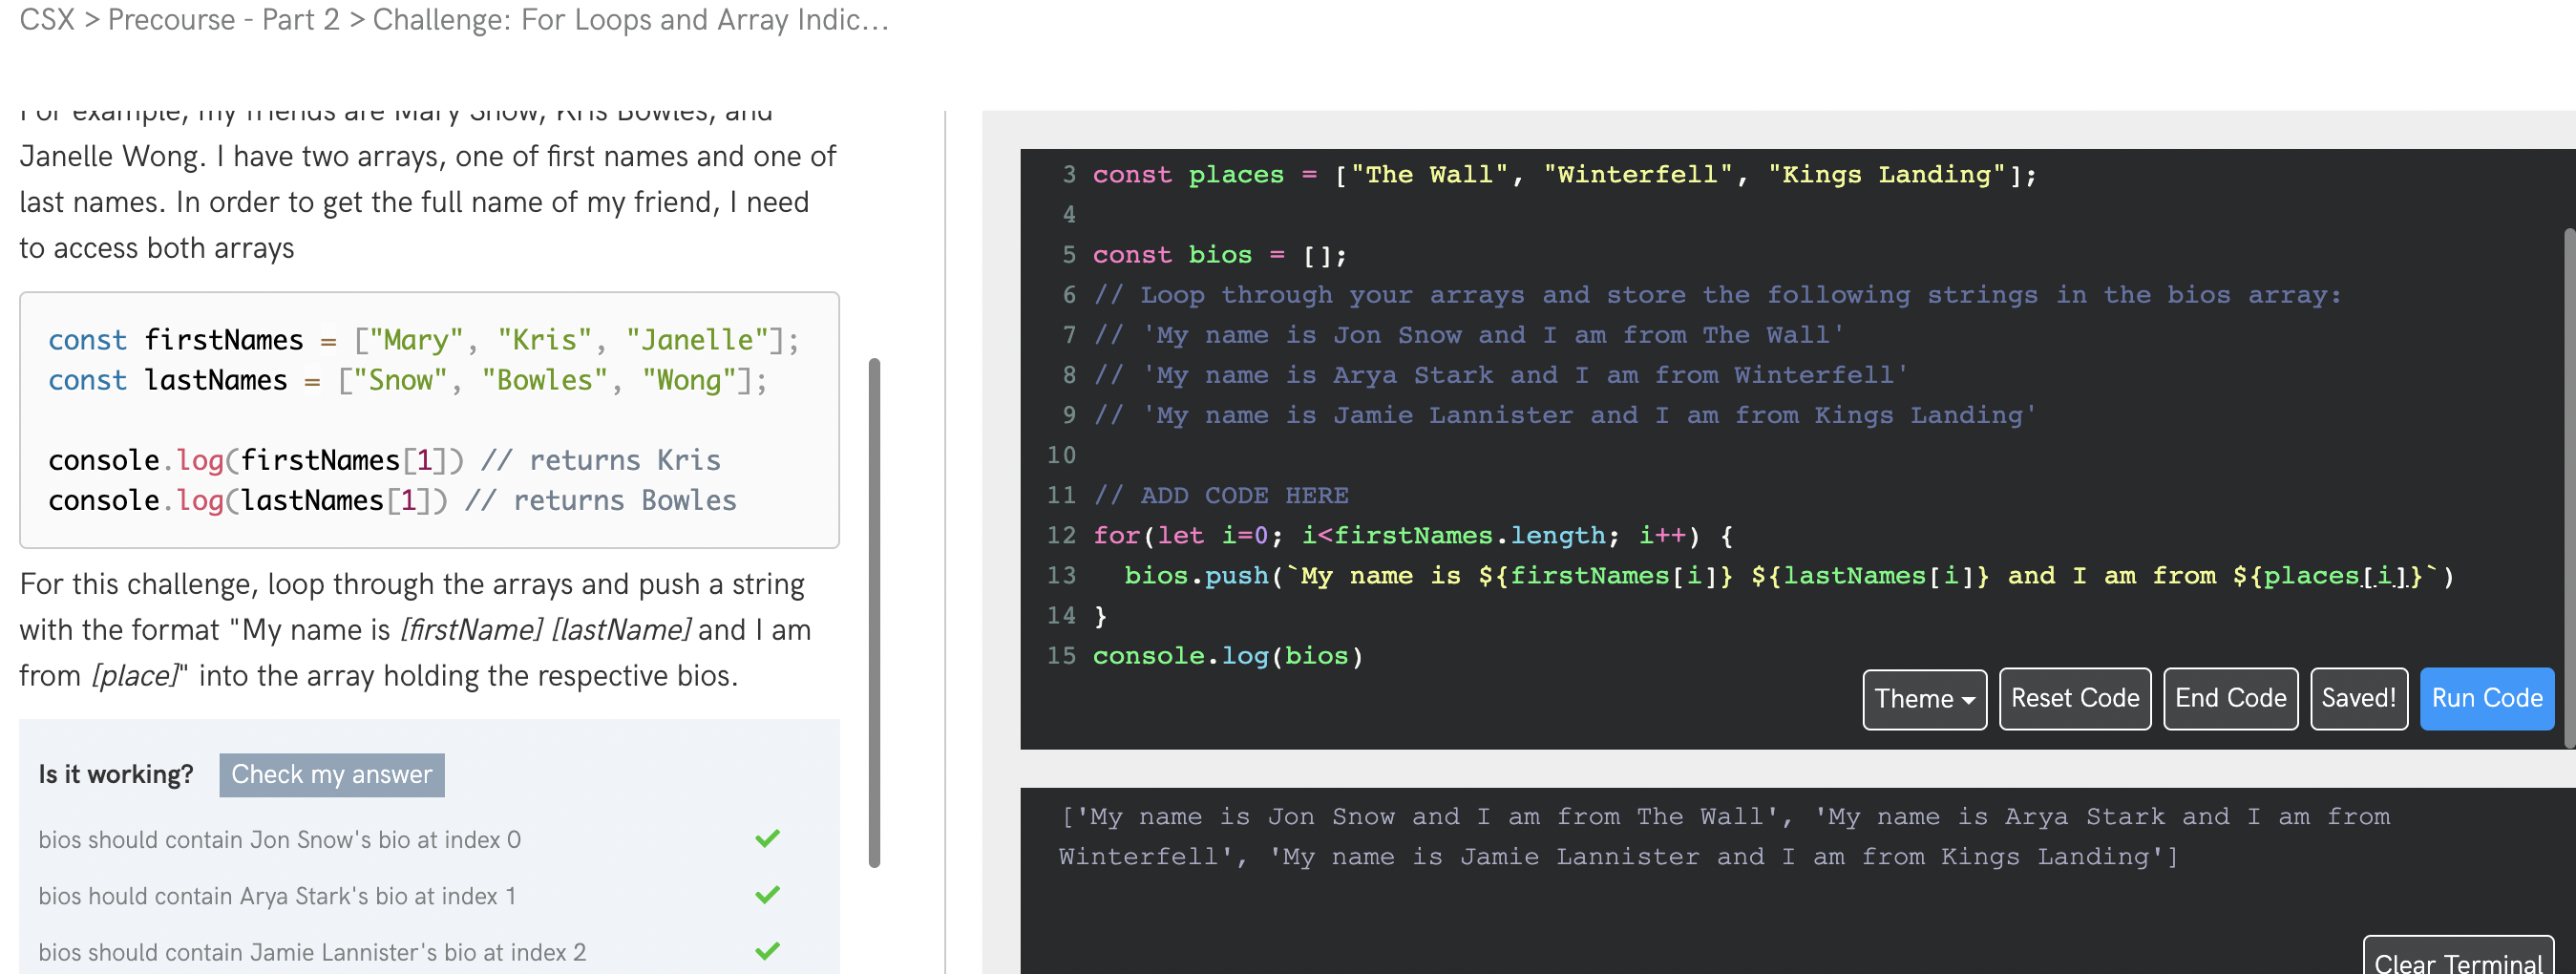 CSX > Precourse - Part 2 > Challenge: For Loops and Array Indic...
For example, my friends are Mary Snow, Kris Bowles, and
Janelle Wong. I have two arrays, one of first names and one of
last names. In order to get the full name of my friend, I need
to access both arrays
const firstNames = ["Mary", "Kris", "Janelle"];
const lastNames = ["Snow", "Bowles", "Wong"];
console.log(firstNames[1]) // returns Kris
console.log(lastNames[1]) // returns Bowles
For this challenge, loop through the arrays and push a string
with the format "My name is [firstName] [lastName] and I am
from [place]" into the array holding the respective bios.
Is it working? Check my answer
bios should contain Jon Snow's bio at index 0
bios hould contain Arya Stark's bio at index 1
bios should contain Jamie Lannister's bio at index 2
3 const places = ["The Wall", "Winterfell", "Kings Landing"];
4
5 const bios = [];
6 // Loop through your arrays and store the following strings in the bios array:
7 // 'My name is Jon Snow and I am from The Wall'
8 // 'My name is Arya Stark and I am from Winterfell'
9 // 'My name is Jamie Lannister and I am from Kings Landing'
10
11 // ADD CODE HERE
12 for(let i=0; i<firstNames.length; i++) {
13 bios.push(`My name is ${firstNames[i]} ${lastNames[i]} and I am from ${places[i]}`)
14 }
15 console.log(bios)
Theme Reset Code End Code Saved! Run Code
['My name is Jon Snow and I am from The Wall', 'My name is Arya Stark and I am from
Winterfell', 'My name is Jamie Lannister and I am from Kings Landing']
Clear Terminal